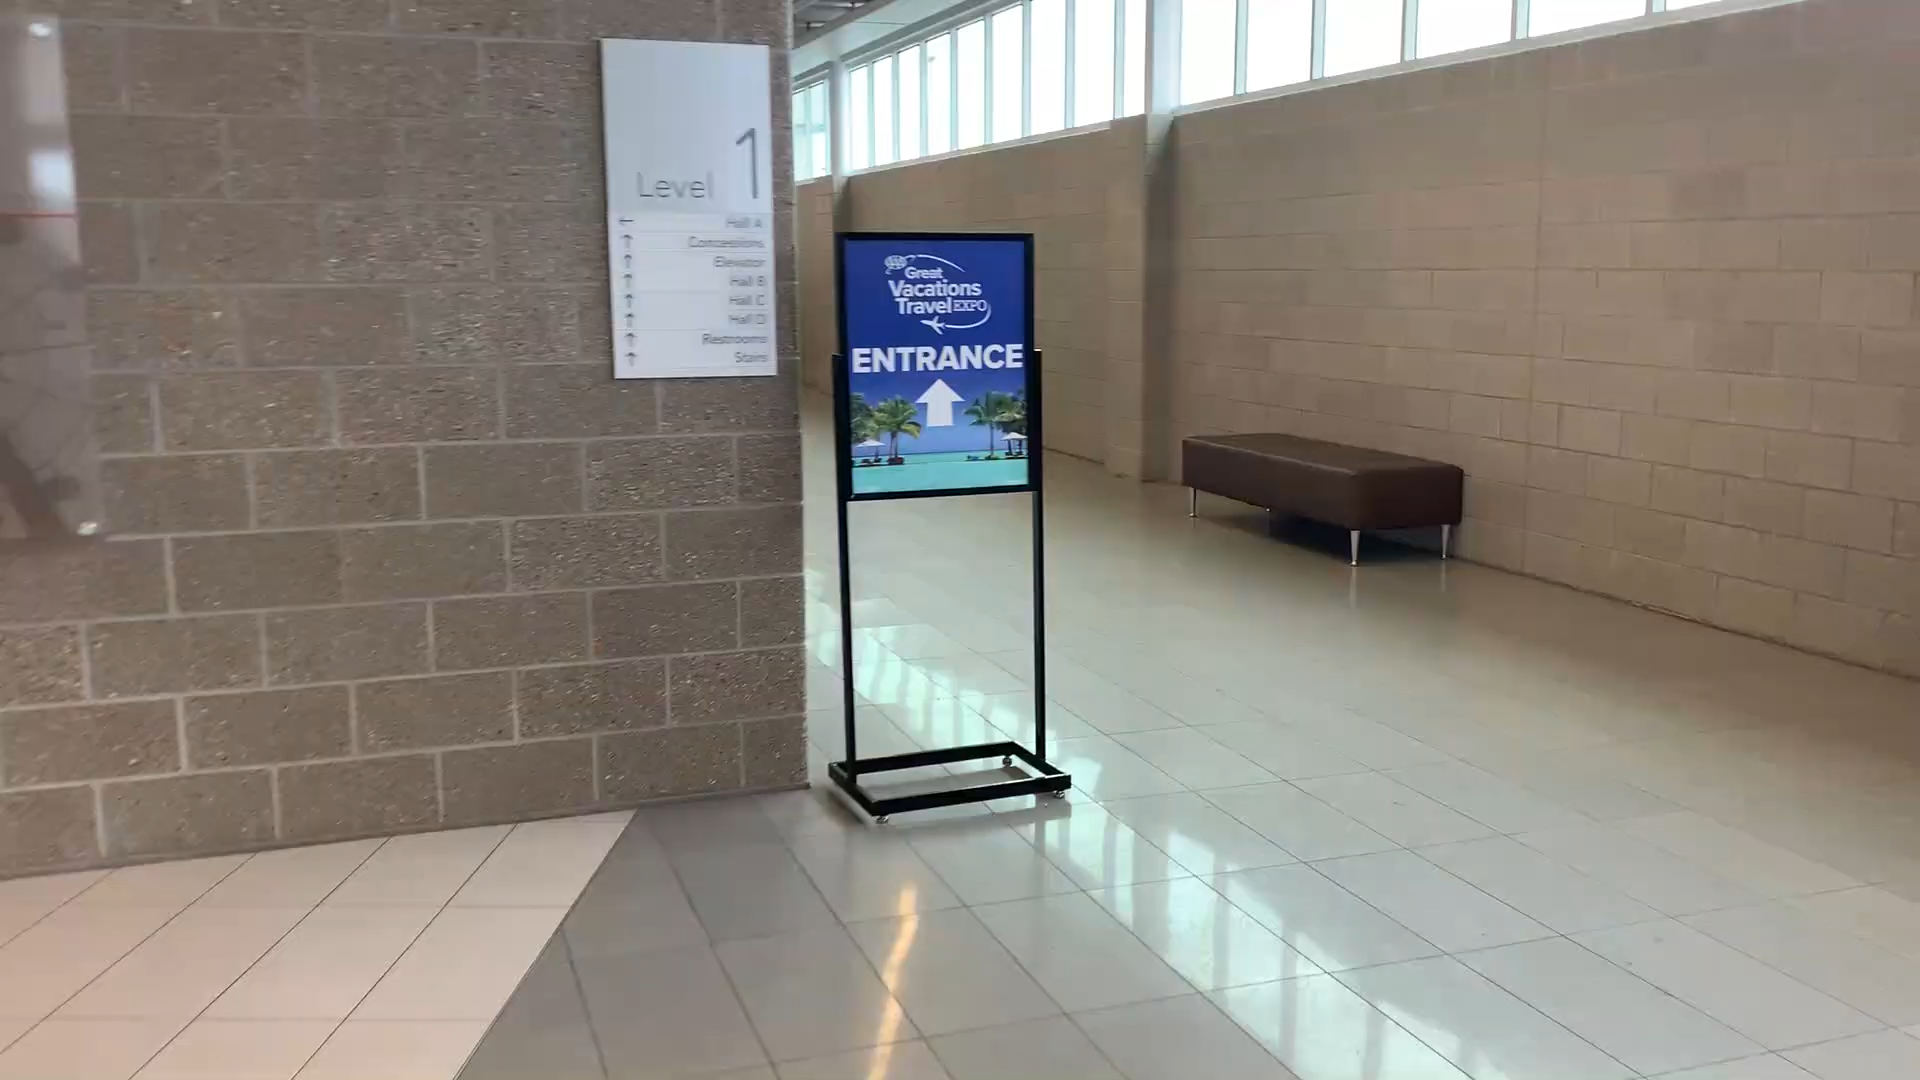 Level 1
← Hall A
↑ Concessions
↑ Elevator
↑ Hall B
↑ Hall C
↑ Hall D
↑ Restrooms
↑ Stairs
AAA Great
Vacations
Travel EXPO
ENTRANCE